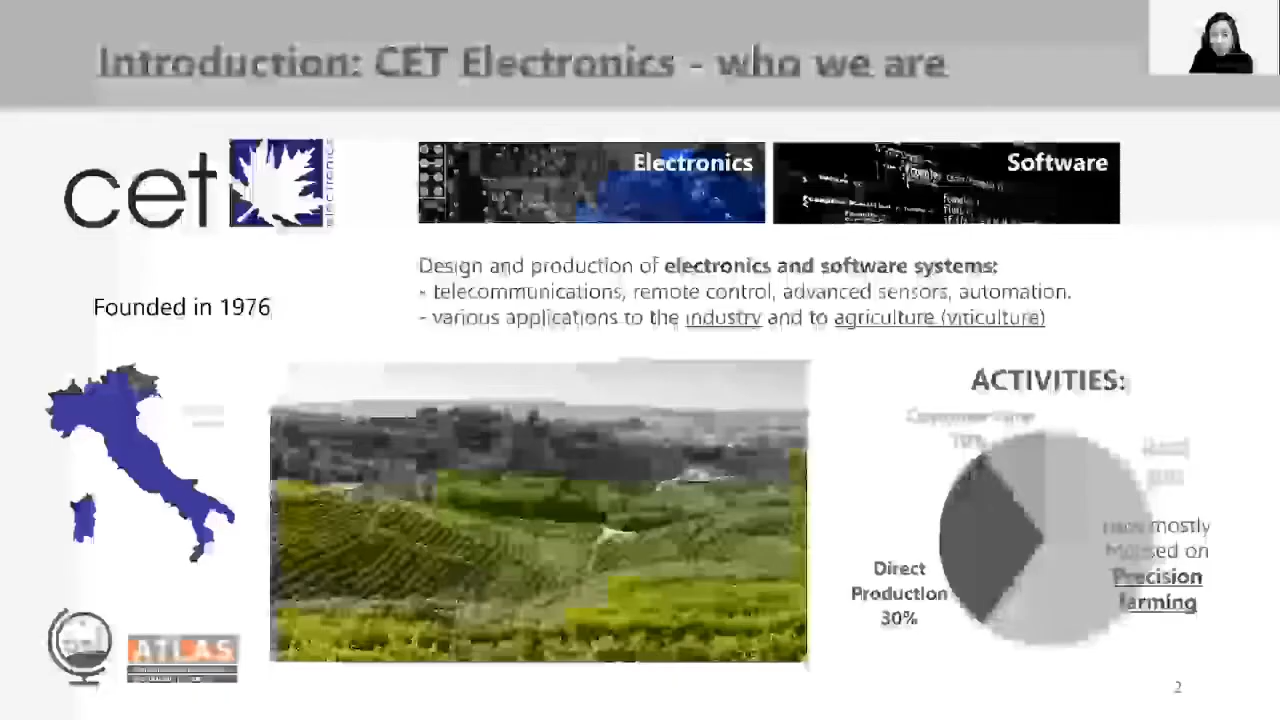 Introduction: CET Electronics - who we are
cet
electronics
Electronics
Software
Design and production of electronics and software systems:
- telecommunications, remote control, advanced sensors, automation.
- various applications to the industry and to agriculture (viticulture)
Founded in 1976
ACTIVITIES:
mostly
on
Precision
farming
Direct
Production
30%
ATLAS
2